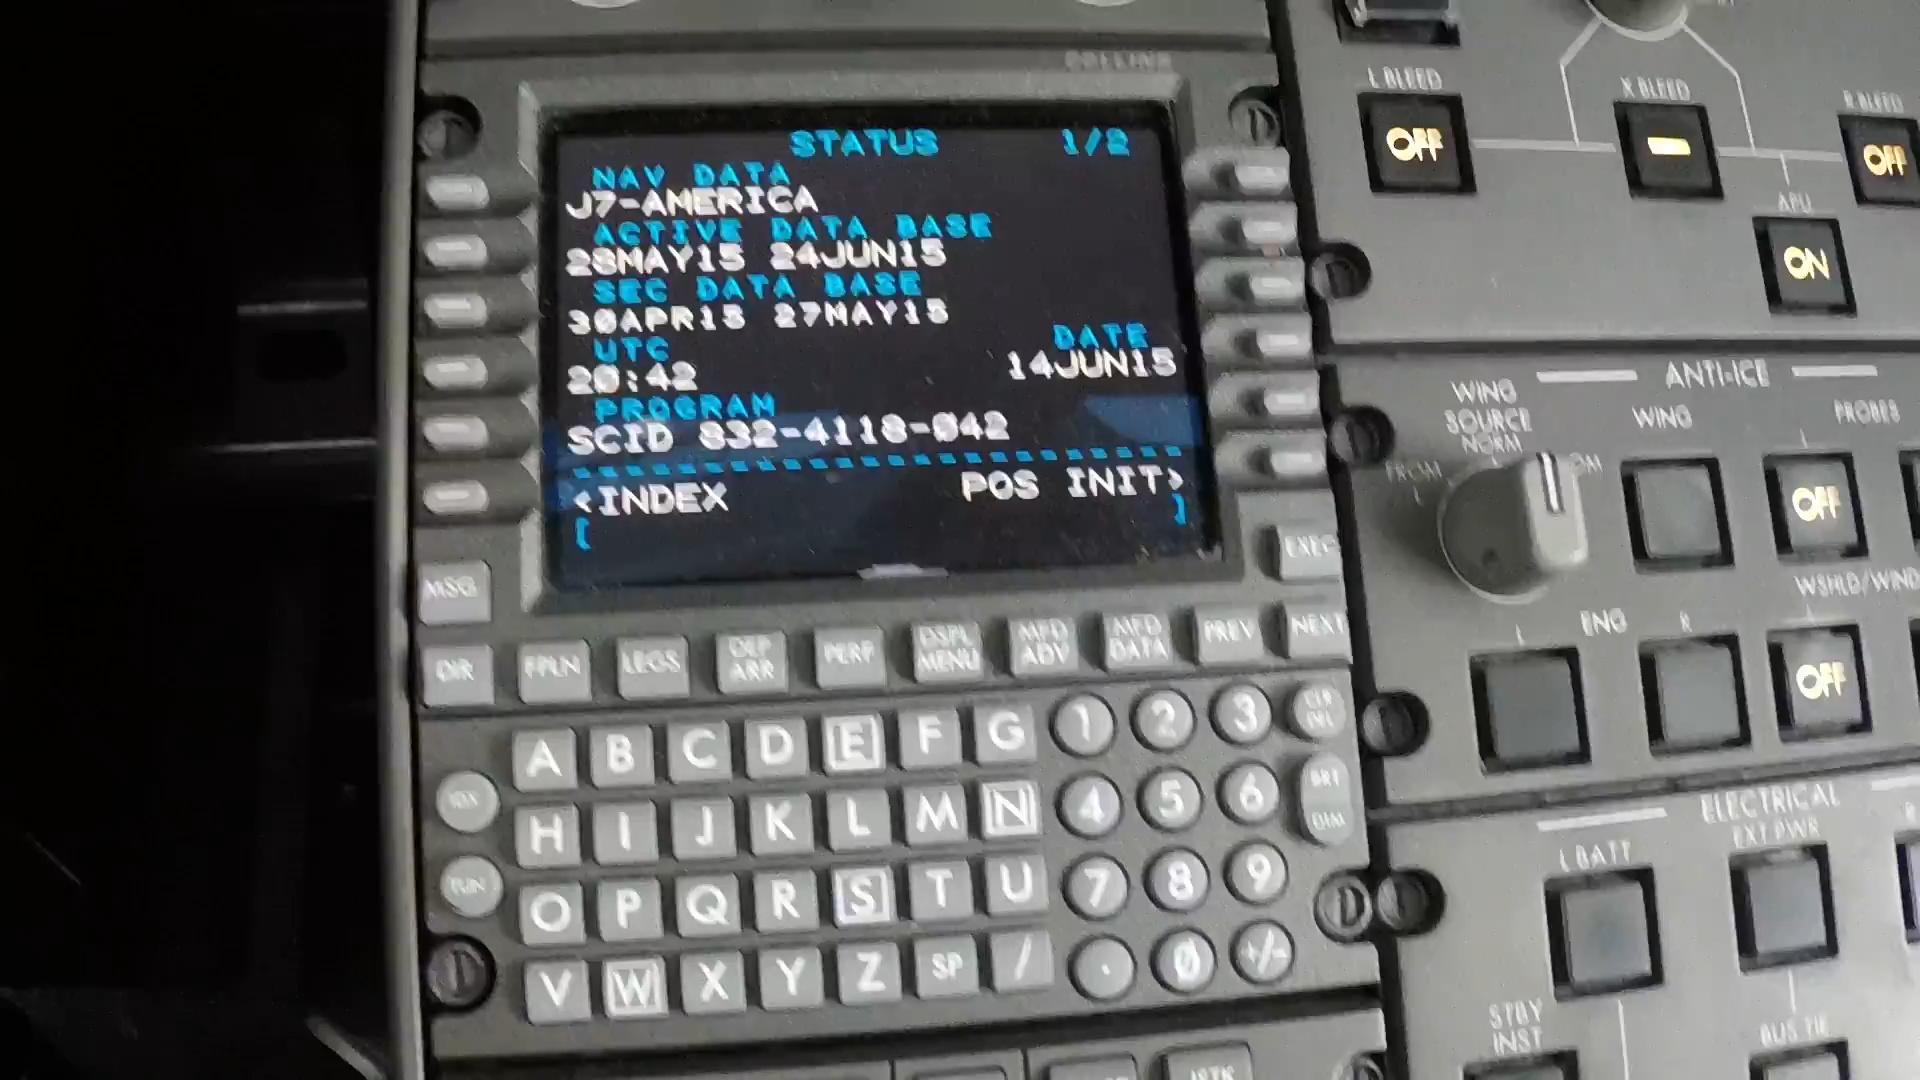 COLLINS
STATUS 1/2
NAV DATA
J7-AMERICA
ACTIVE DATA BASE
28MAY15 24JUN15
SEC DATA BASE
30APR15 27MAY15
UTC DATE
20:42 14JUN15
PROGRAM
SCID 832-4118-042
<INDEX POS INIT>
[ ]
EXEC
MSG
DIR FPLN LEGS DEP ARR PERF DSPL MENU MFD ADV MFD DATA PREV NEXT
A B C D E F G 1 2 3 CLR DEL
IDX H I J K L M N 4 5 6 BRT DIM
TUN O P Q R S T U 7 8 9
V W X Y Z SP / . 0 +/-
L BLEED X BLEED R BLEED
OFF OFF
APU
ON
ANTI-ICE
WING SOURCE WING PROBES
NORM
FROM L
OFF
WSHLD/WIND
L ENG R L
OFF
ELECTRICAL
L BATT EXT PWR
STBY INST BUS TIE